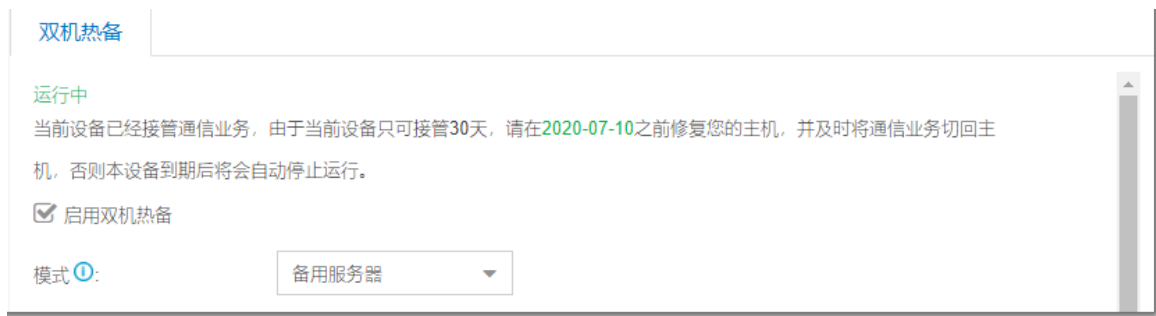 双机热备
运行中
当前设备已经接管通信业务，由于当前设备只可接管30天，请在2020-07-10之前修复您的主机，并及时将通信业务切回主
机，否则本设备到期后将会自动停止运行。
启用双机热备
模式:
备用服务器